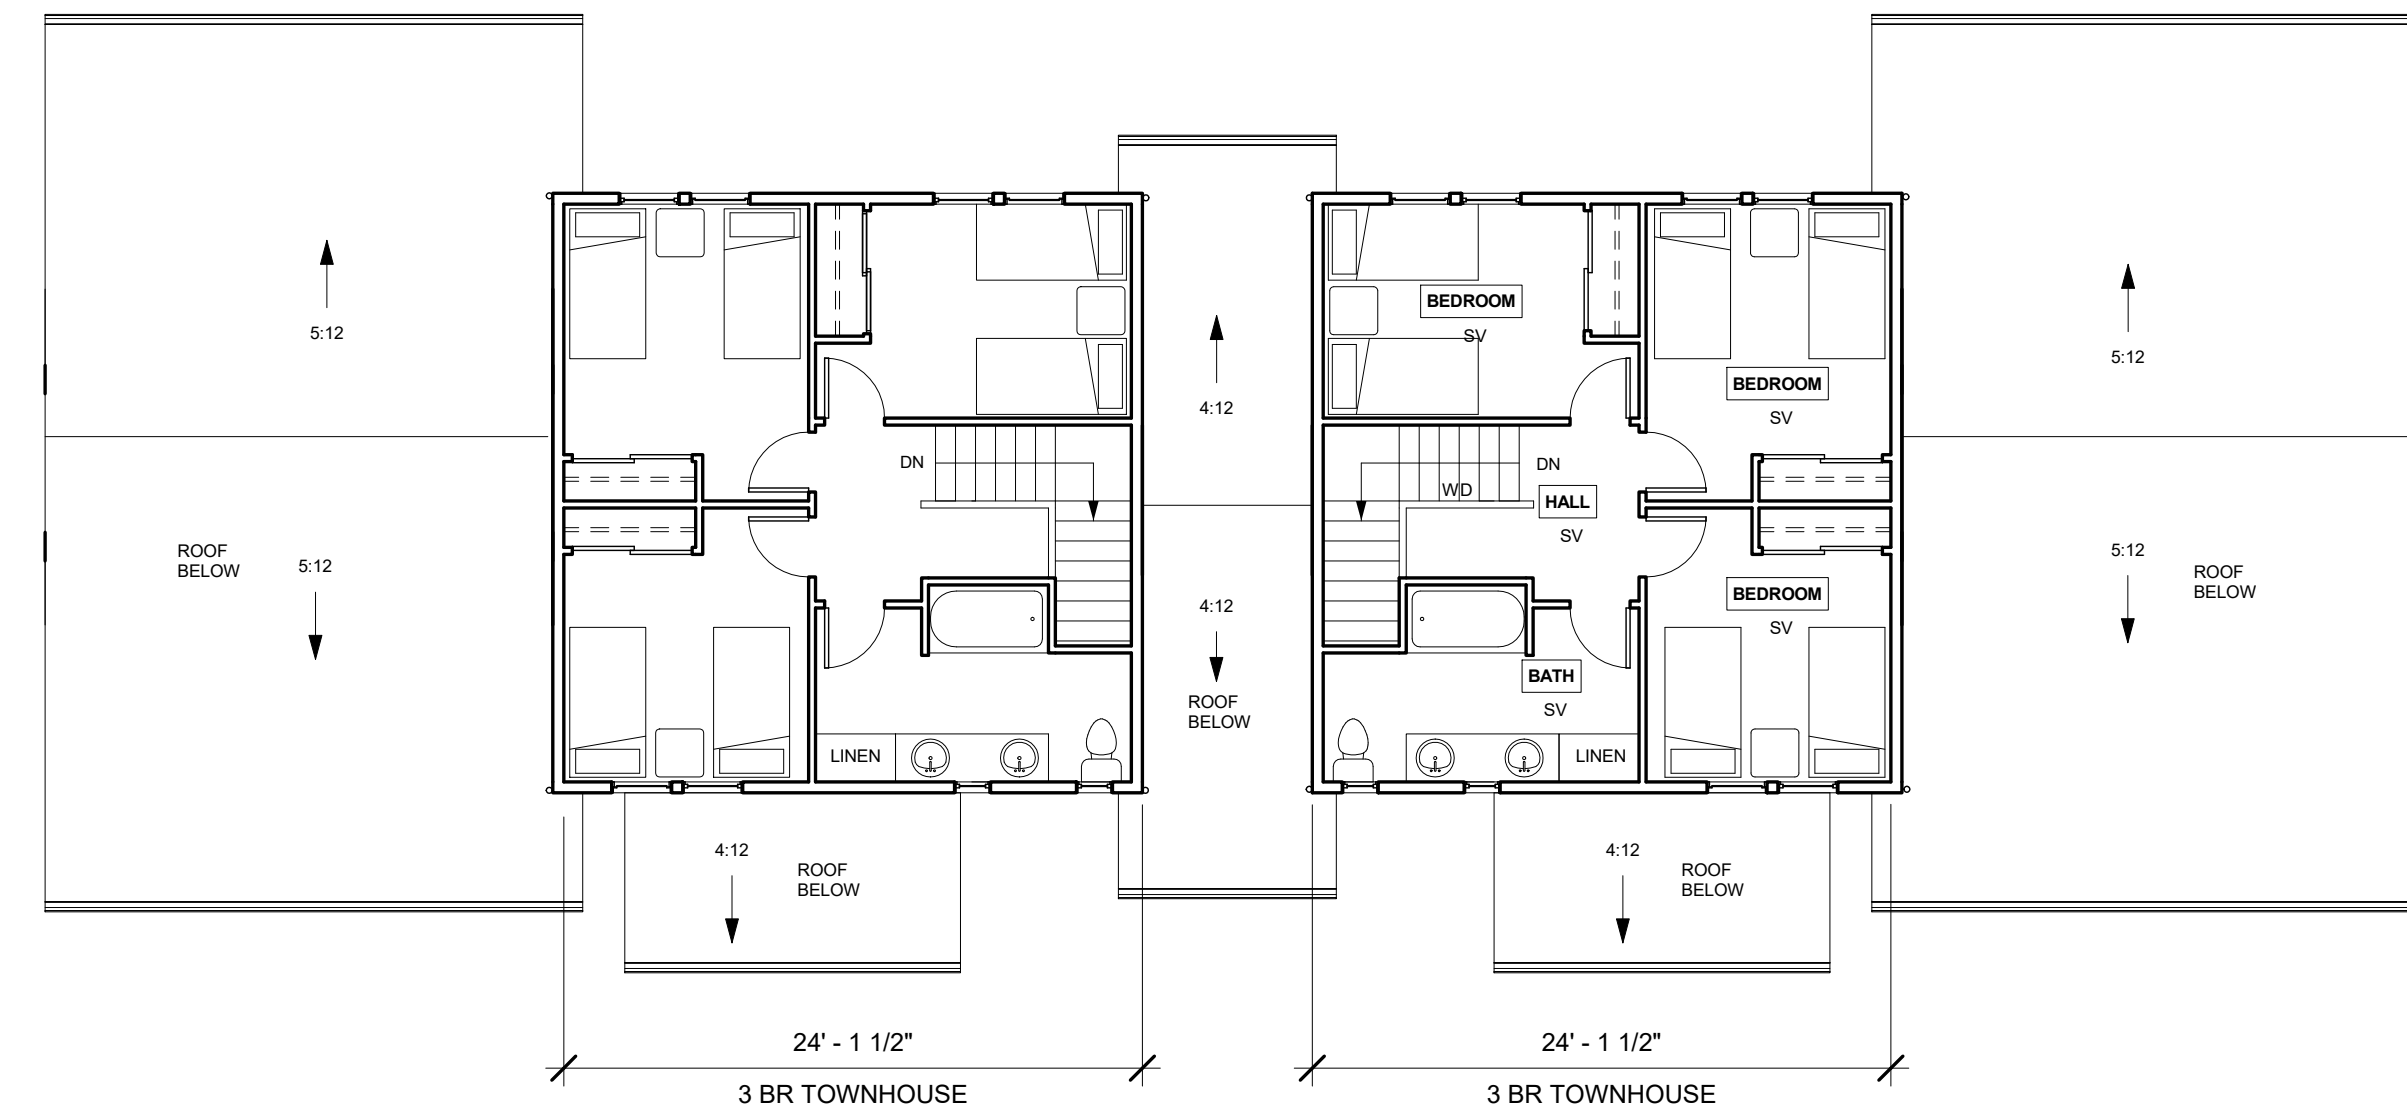 BEDROOM
SV
5:12
5:12
BEDROOM
SV
4:12
DN
DN
WD
HALL
SV
ROOF
BELOW
5:12
5:12
ROOF
BELOW
BEDROOM
SV
4:12
BATH
SV
ROOF
BELOW
LINEN
LINEN
4:12
ROOF
BELOW
4:12
ROOF
BELOW
24' - 1 1/2"
24' - 1 1/2"
3 BR TOWNHOUSE
3 BR TOWNHOUSE